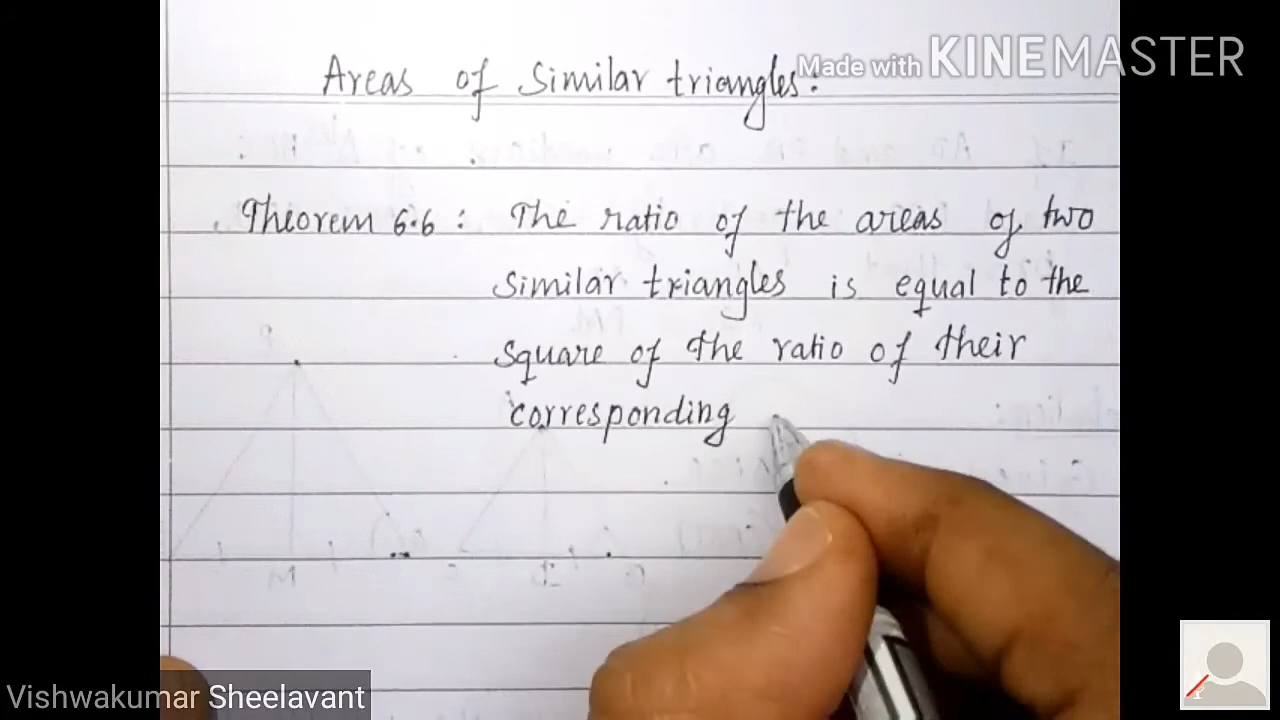 Made with KINEMASTER
Areas of Similar triangles:
Theorem 6.6: The ratio of the areas of two
Similar triangles is equal to the
Square of the ratio of their
corresponding
Vishwakumar Sheelavant